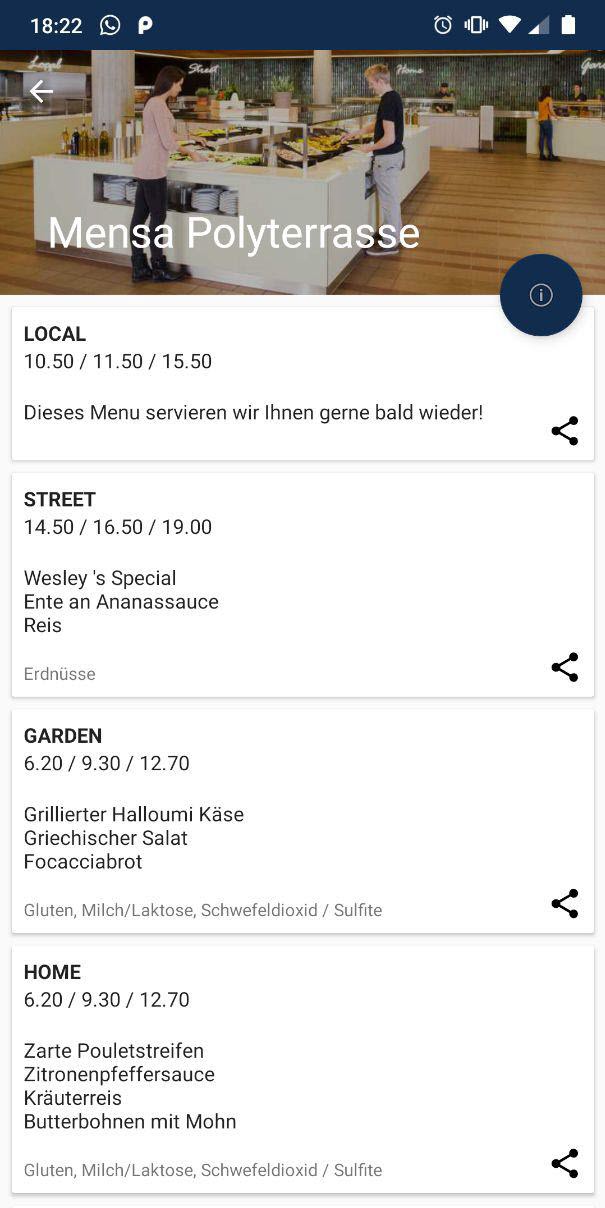 18:22
Local
Street
Home
Mensa Polyterrasse
LOCAL
10.50 / 11.50 / 15.50
Dieses Menu servieren wir Ihnen gerne bald wieder!
STREET
14.50 / 16.50 / 19.00
Wesley 's Special
Ente an Ananassauce
Reis
Erdnüsse
GARDEN
6.20 / 9.30 / 12.70
Grillierter Halloumi Käse
Griechischer Salat
Focacciabrot
Gluten, Milch/Laktose, Schwefeldioxid / Sulfite
HOME
6.20 / 9.30 / 12.70
Zarte Pouletstreifen
Zitronenpfeffersauce
Kräuterreis
Butterbohnen mit Mohn
Gluten, Milch/Laktose, Schwefeldioxid / Sulfite